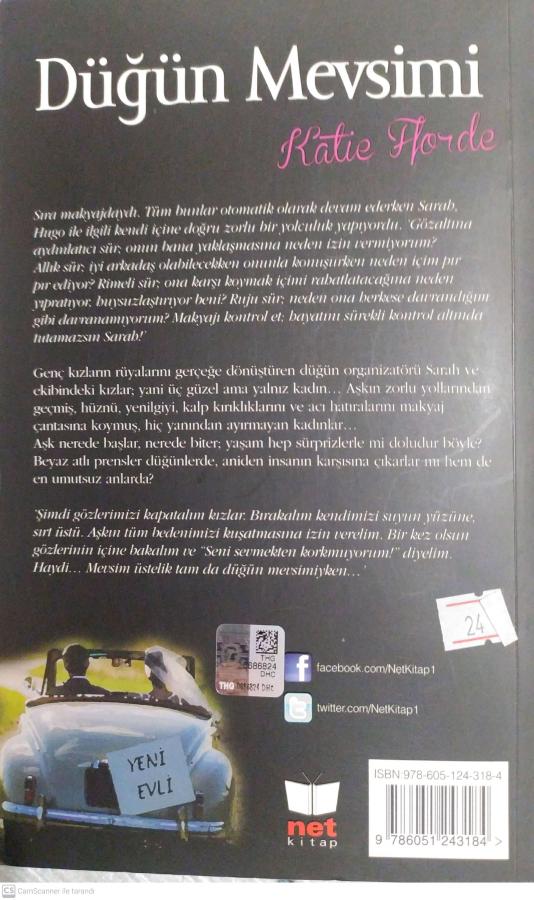 Düğün Mevsimi
Katie Fforde
Sıra makyajdaydı. Tüm bunlar otomatik olarak devam ederken Sarah,
Hugo ile ilgili kendi içine doğru zorlu bir yolculuk yapıyordu. 'Gözaltına
aydınlatıcı sür; onun bana yaklaşmasına neden izin vermiyorum?
Allık sür; iyi arkadaş olabilecekken onunla konuşurken neden içim pır
pır ediyor? Rimeli sür; ona karşı koymak içimi rahatlatacağına neden
yıpratıyor, huysuzlaştırıyor beni? Ruju sür; neden ona herkese davrandığım
gibi davranamıyorum? Makyajı kontrol et; hayatını sürekli kontrol altında
tutamazsın Sarah!'
Genç kızların rüyalarını gerçeğe dönüştüren düğün organizatörü Sarah ve
ekibindeki kızlar; yani üç güzel ama yalnız kadın... Aşkın zorlu yollarından
geçmiş, hüznü, yenilgiyi, kalp kırıklıklarını ve acı hatıralarını makyaj
çantasına koymuş, hiç yanından ayırmayan kadınlar...
Aşk nerede başlar, nerede biter; yaşam hep sürprizlerle mi doludur böyle?
Beyaz atlı prensler düğünlerde, aniden insanın karşısına çıkarlar mı hem de
en umutsuz anlarda?
'Şimdi gözlerimizi kapatalım kızlar. Bırakalım kendimizi suyun yüzüne,
sırt üstü. Aşkın tüm bedenimizi kuşatmasına izin verelim. Bir kez olsun
gözlerinin içine bakalım ve "Seni sevmekten korkmuyorum!" diyelim.
Haydi... Mevsim üstelik tam da düğün mevsimiyken...'
24
THG
0686824
DHC
THG 0686824 DHC
facebook.com/NetKitap1
twitter.com/NetKitap1
YENİ
EVLİ
net
kitap
ISBN:978-605-124-318-4
9 786051 243184 >
CS CamScanner ile tarandı